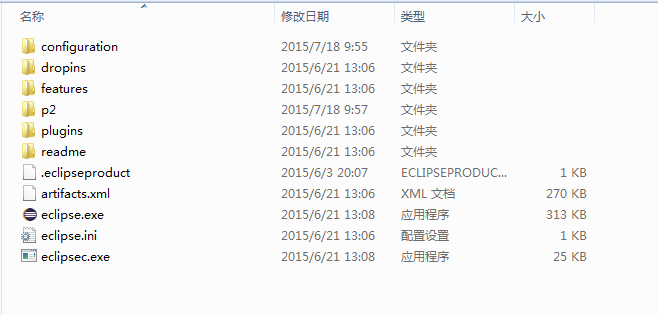 名称 修改日期 类型 大小
configuration 2015/7/18 9:55 文件夹
dropins 2015/6/21 13:06 文件夹
features 2015/6/21 13:06 文件夹
p2 2015/7/18 9:57 文件夹
plugins 2015/6/21 13:06 文件夹
readme 2015/6/21 13:06 文件夹
.eclipseproduct 2015/6/3 20:07 ECLIPSEPRODUC... 1 KB
artifacts.xml 2015/6/21 13:06 XML 文档 270 KB
eclipse.exe 2015/6/21 13:08 应用程序 313 KB
eclipse.ini 2015/6/21 13:06 配置设置 1 KB
eclipsec.exe 2015/6/21 13:08 应用程序 25 KB